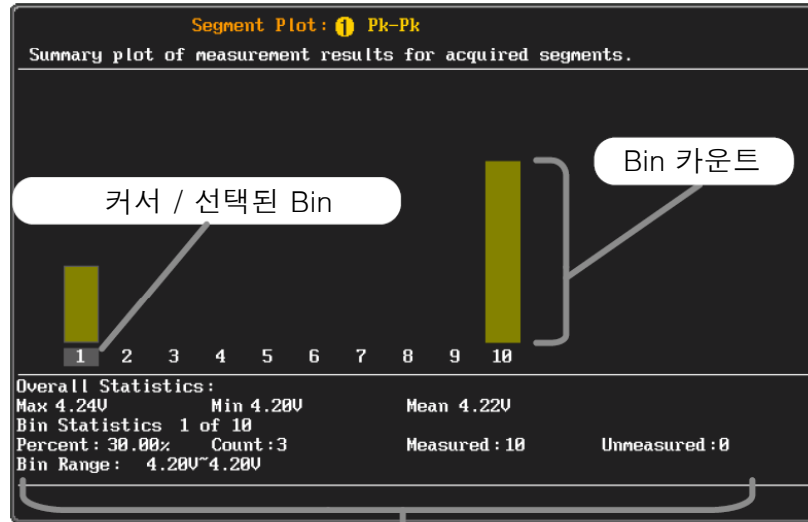 Segment Plot: 1 Pk-Pk
Summary plot of measurement results for acquired segments.
Bin 카운트
커서 / 선택된 Bin
1 2 3 4 5 6 7 8 9 10
Overall Statistics:
Max 4.24V Min 4.20V Mean 4.22V
Bin Statistics 1 of 10
Percent: 30.00% Count:3 Measured:10 Unmeasured:0
Bin Range: 4.20V~4.20V